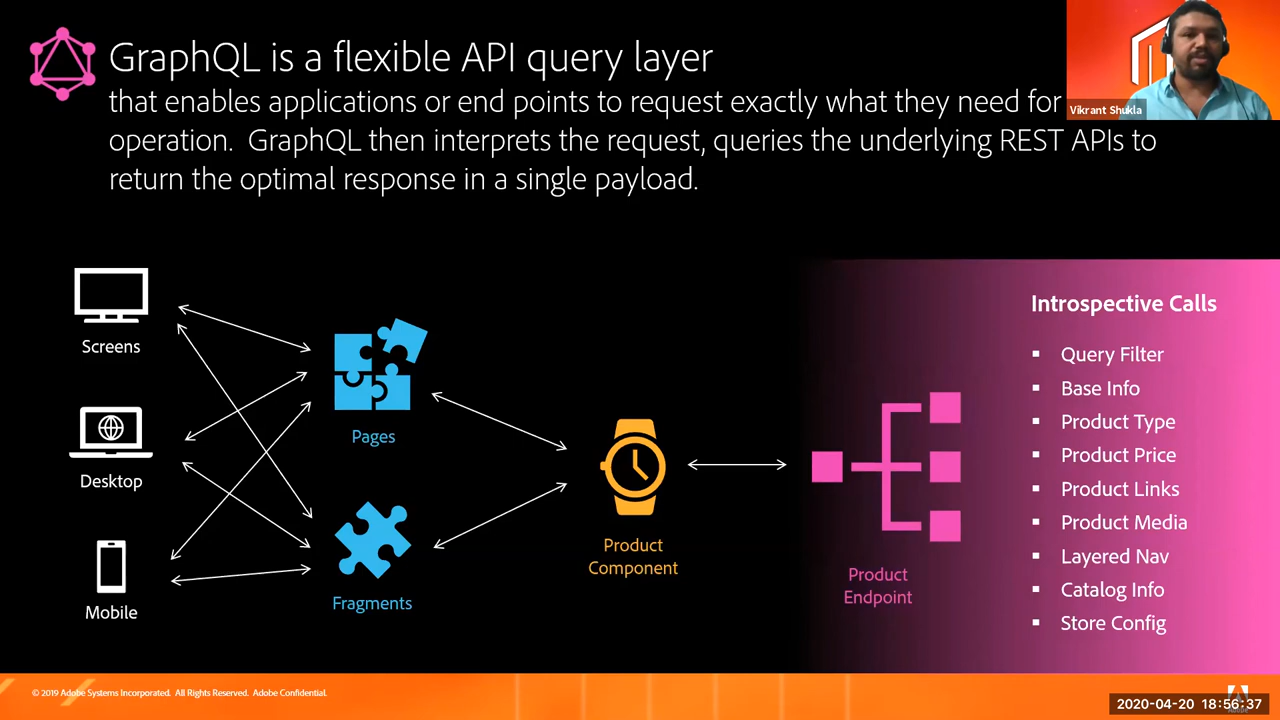 GraphQL is a flexible API query layer
that enables applications or end points to request exactly what they need for
operation. GraphQL then interprets the request, queries the underlying REST APIs to
return the optimal response in a single payload.
Vikrant Shukla
Screens
Desktop
Mobile
Pages
Fragments
Product
Component
Product
Endpoint
Introspective Calls
▪ Query Filter
▪ Base Info
▪ Product Type
▪ Product Price
▪ Product Links
▪ Product Media
▪ Layered Nav
▪ Catalog Info
▪ Store Config
© 2019 Adobe Systems Incorporated. All Rights Reserved. Adobe Confidential.
2020-04-20 18:56:37